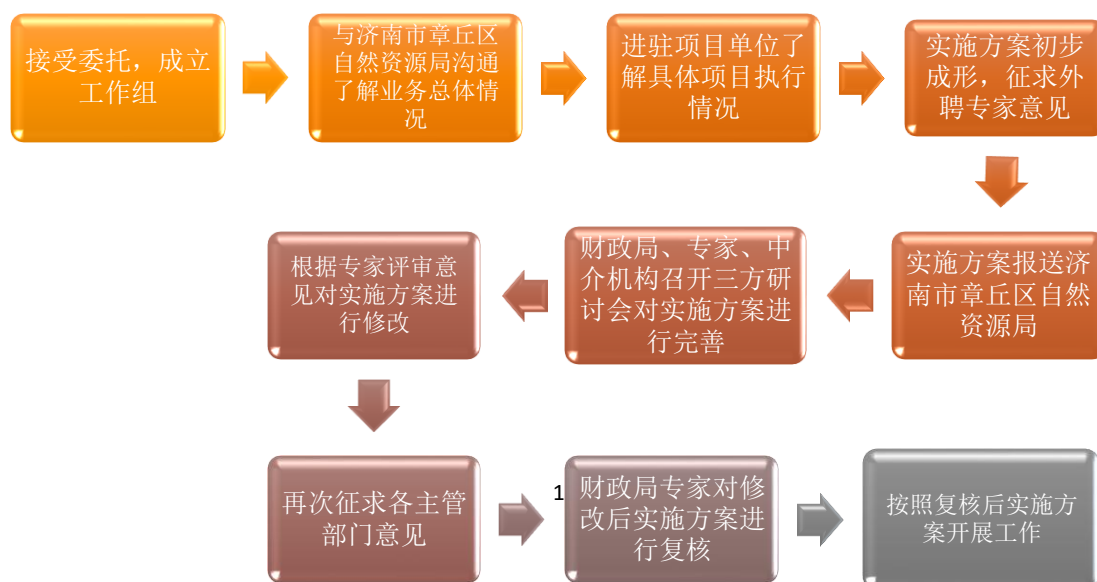 接受委托，成立
工作组
与济南市章丘区
自然资源局沟通
了解业务总体情
况
进驻项目单位了
解具体项目执行
情况
实施方案初步
成形，征求外
聘专家意见
实施方案报送济
南市章丘区自然
资源局
财政局、专家、中
介机构召开三方研
讨会对实施方案进
行完善
根据专家评审意
见对实施方案进
行修改
再次征求各主管
部门意见
1
财政局专家对修
改后实施方案进
行复核
按照复核后实施方
案开展工作